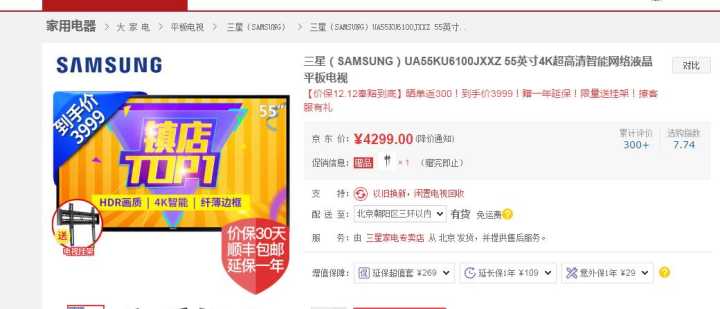 家用电器 > 大 家 电 > 平板电视 > 三星（SAMSUNG） > 三星（SAMSUNG）UA55KU6100JXXZ 55英寸..
SAMSUNG
到手价
3999
55"
镇店
TOP1
HDR画质 | 4K智能 | 纤薄边框
送
电视挂架
价保30天
顺丰包邮
延保一年
三星（SAMSUNG）UA55KU6100JXXZ 55英寸4K超高清智能网络液晶
平板电视
对比
【价保12.12奉赔到底】晒单返300！到手价3999！赠一年延保！限量送挂架！撩客
服有礼
京 东 价： ¥4299.00 (降价通知)
累计评价
300+
选购指数
7.74
促销信息： 赠品 × 1 （赠完即止）
支 持： 以旧换新，闲置电视回收
配 送 至： 北京朝阳区三环以内 有货 免运费
服 务： 由 三星家电专卖店 从 北京 发货，并提供售后服务。
增值保障： 延保超值套 ¥269 延长保1年 ¥109 意外保1年 ¥29